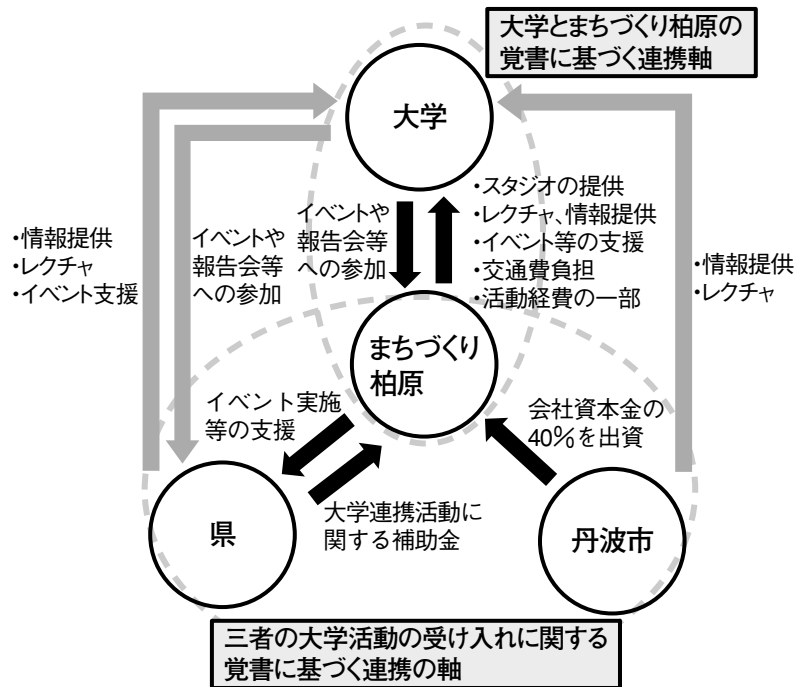 大学とまちづくり柏原の
覚書に基づく連携軸
大学
・スタジオの提供
・レクチャ、情報提供
・イベント等の支援
・交通費負担
・活動経費の一部
イベントや
報告会等
への参加
イベントや
報告会等
への参加
・情報提供
・レクチャ
・イベント支援
・情報提供
・レクチャ
まちづくり
柏原
イベント実施
等の支援
会社資本金の
40%を出資
大学連携活動に
関する補助金
県
丹波市
三者の大学活動の受け入れに関する
覚書に基づく連携の軸